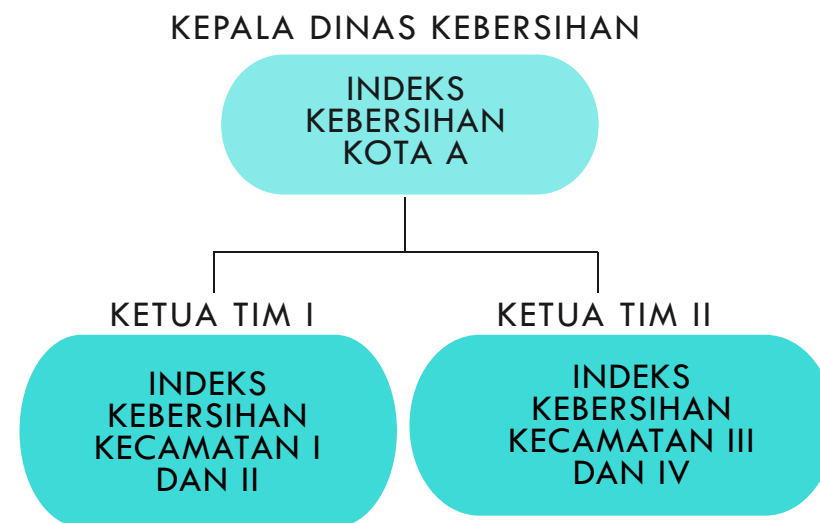 KEPALA DINAS KEBERSIHAN
INDEKS
KEBERSIHAN
KOTA A
KETUA TIM I
INDEKS
KEBERSIHAN
KECAMATAN I
DAN II
KETUA TIM II
INDEKS
KEBERSIHAN
KECAMATAN III
DAN IV